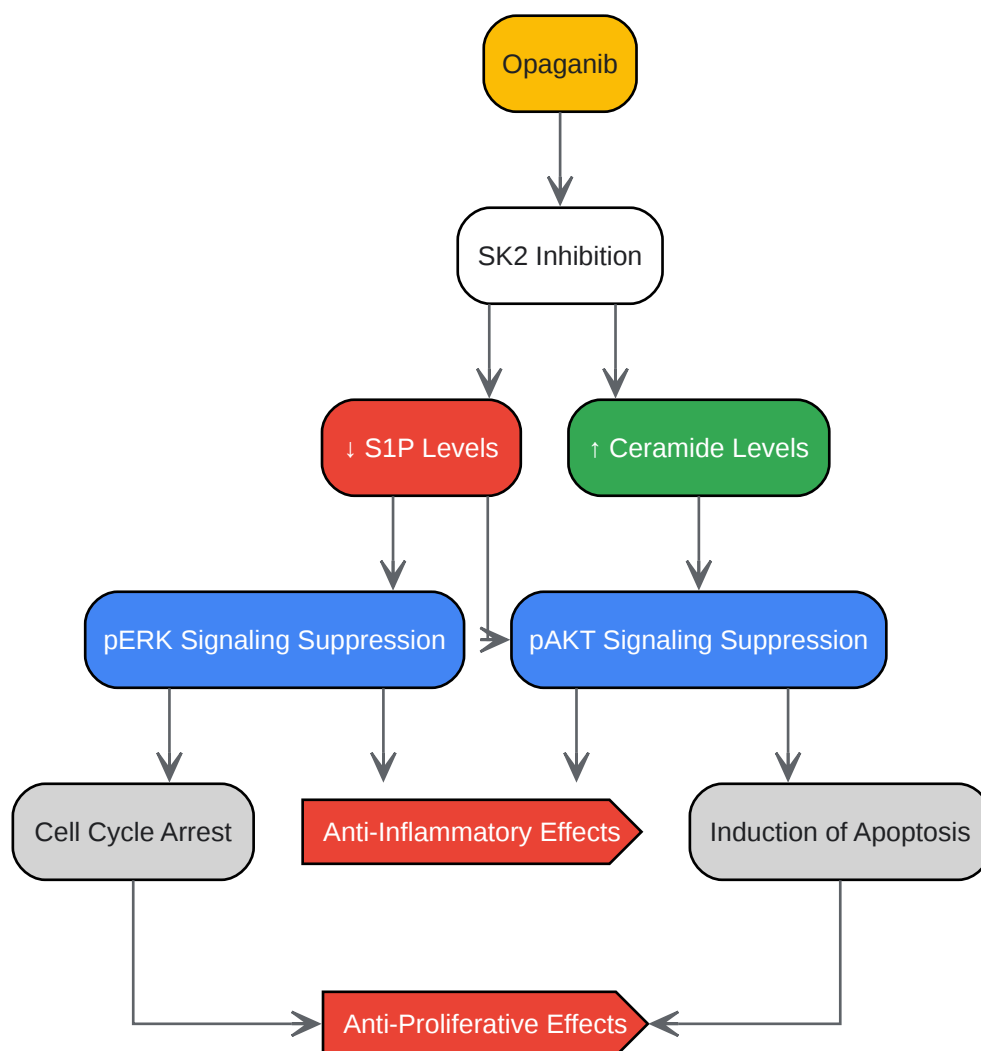 Opaganib
SK2 Inhibition
↓ S1P Levels
↑ Ceramide Levels
pERK Signaling Suppression
pAKT Signaling Suppression
Cell Cycle Arrest
Anti-Inflammatory Effects
Induction of Apoptosis
Anti-Proliferative Effects